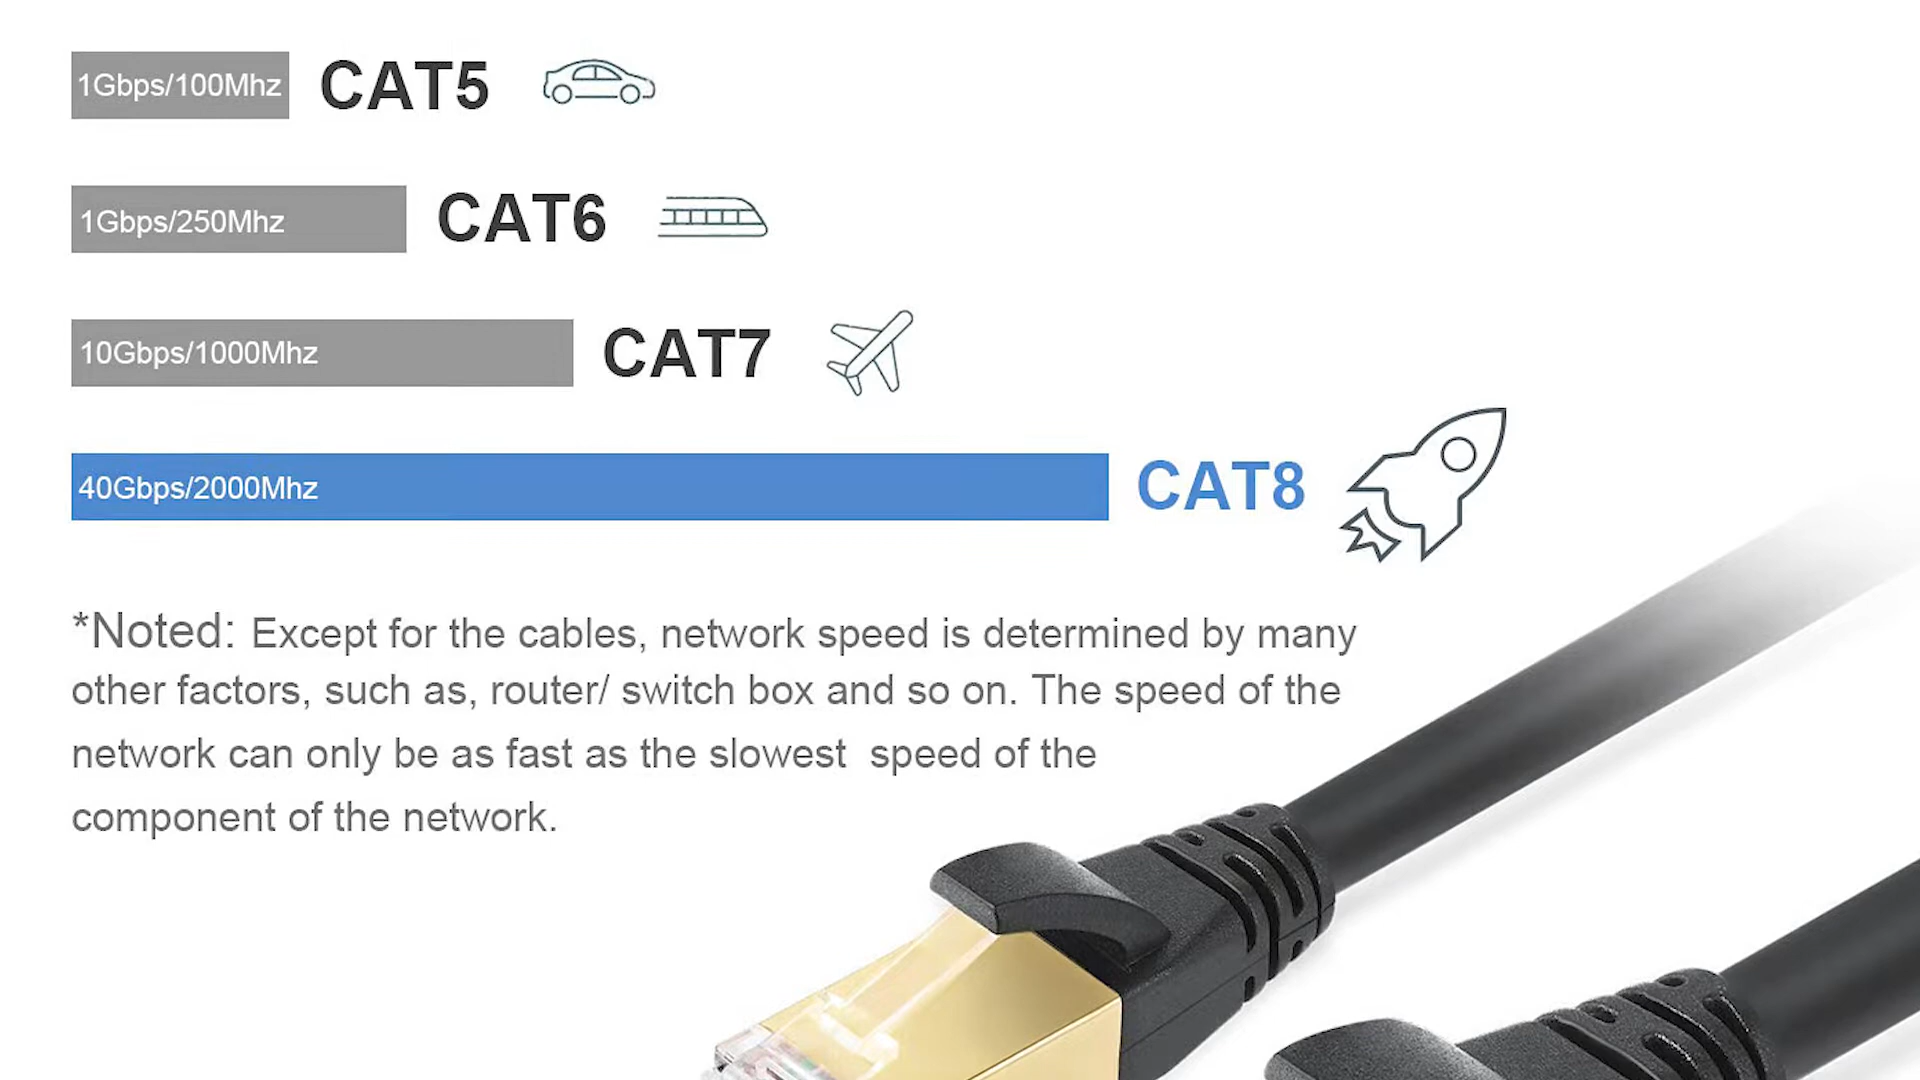 1Gbps/100Mhz CAT5
1Gbps/250Mhz CAT6
10Gbps/1000Mhz CAT7
40Gbps/2000Mhz CAT8
*Noted: Except for the cables, network speed is determined by many
other factors, such as, router/ switch box and so on. The speed of the
network can only be as fast as the slowest speed of the
component of the network.